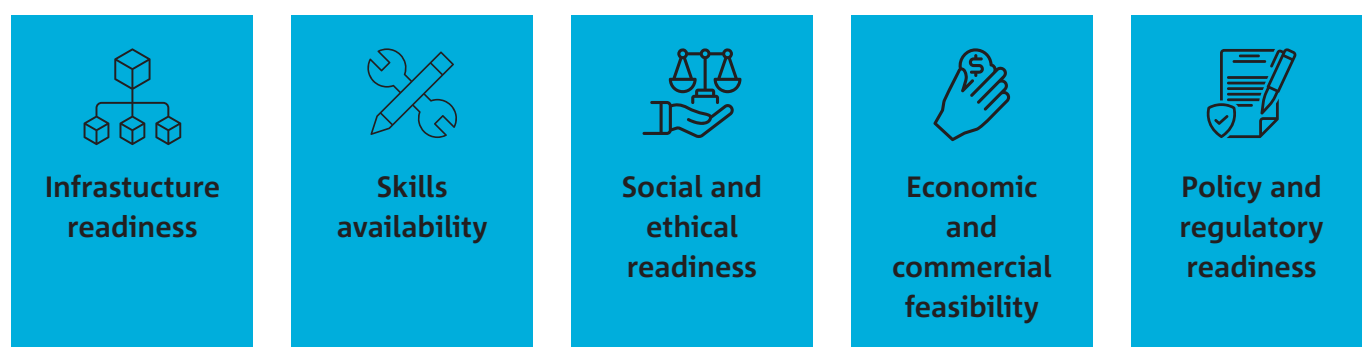 $
Infrastucture
readiness
Skills
availability
Social and
ethical
readiness
Economic
and
commercial
feasibility
Policy and
regulatory
readiness